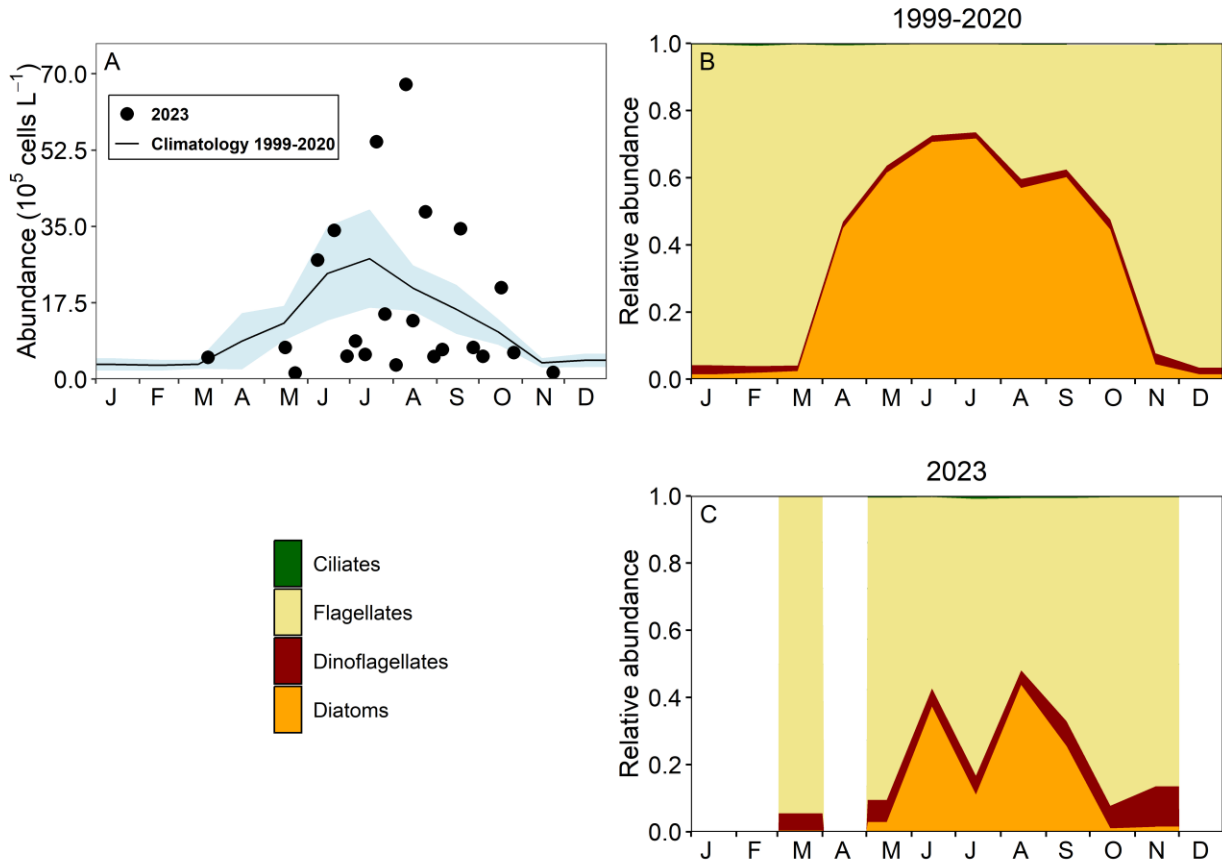 A
Abundance (10⁵ cells L⁻¹)
70.0
52.5
35.0
17.5
0.0
2023
Climatology 1999-2020
J F M A M J J A S O N D
1999-2020
B
Relative abundance
1.0
0.8
0.6
0.4
0.2
0.0
J F M A M J J A S O N D
Ciliates
Flagellates
Dinoflagellates
Diatoms
2023
C
Relative abundance
1.0
0.8
0.6
0.4
0.2
0.0
J F M A M J J A S O N D